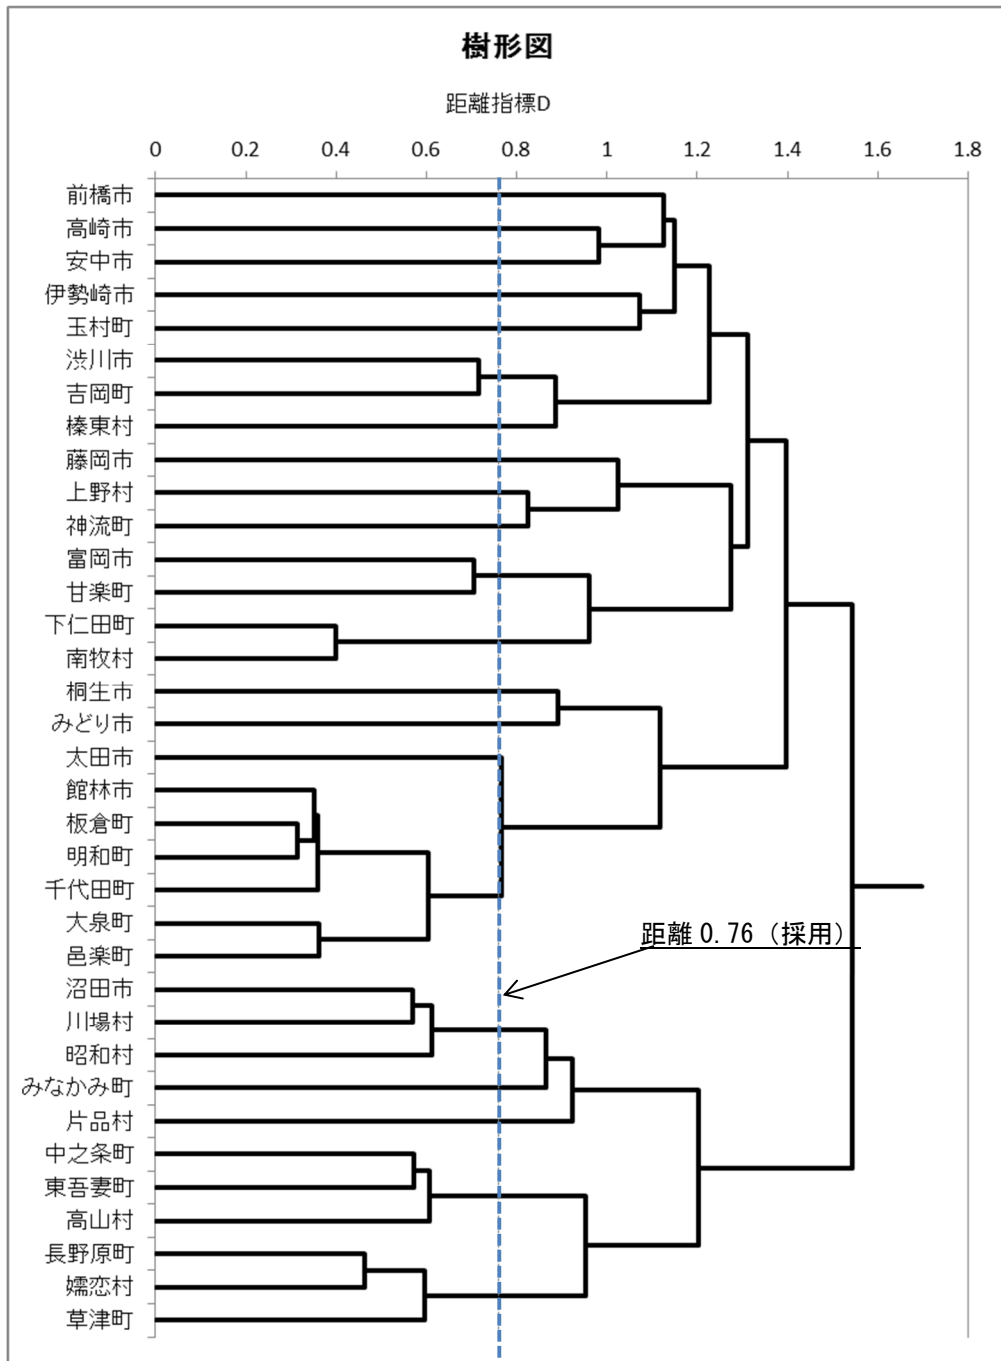 樹形図
距離指標D
0 0.2 0.4 0.6 0.8 1 1.2 1.4 1.6 1.8
前橋市
高崎市
安中市
伊勢崎市
玉村町
渋川市
吉岡町
榛東村
藤岡市
上野村
神流町
富岡市
甘楽町
下仁田町
南牧村
桐生市
みどり市
太田市
館林市
板倉町
明和町
千代田町
大泉町
邑楽町
距離 0.76（採用）
沼田市
川場村
昭和村
みなかみ町
片品村
中之条町
東吾妻町
高山村
長野原町
嬬恋村
草津町